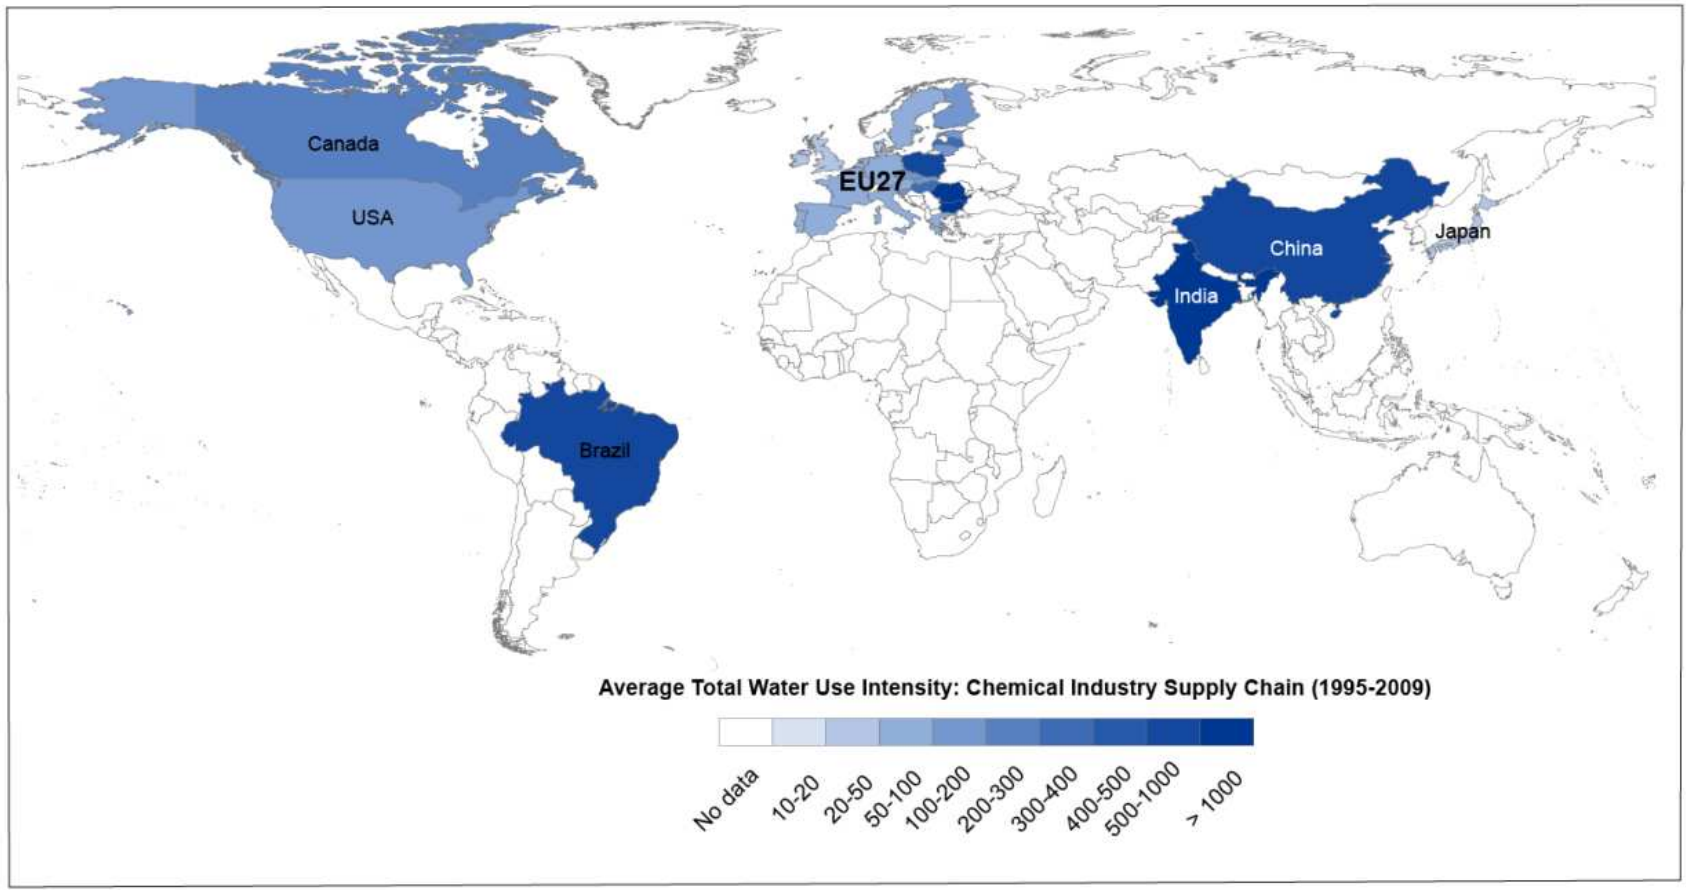 Canada
EU27
USA
Japan
China
India
Brazil
Average Total Water Use Intensity: Chemical Industry Supply Chain (1995-2009)
No data
10-20
20-50
50-100
100-200
200-300
300-400
400-500
500-1000
> 1000